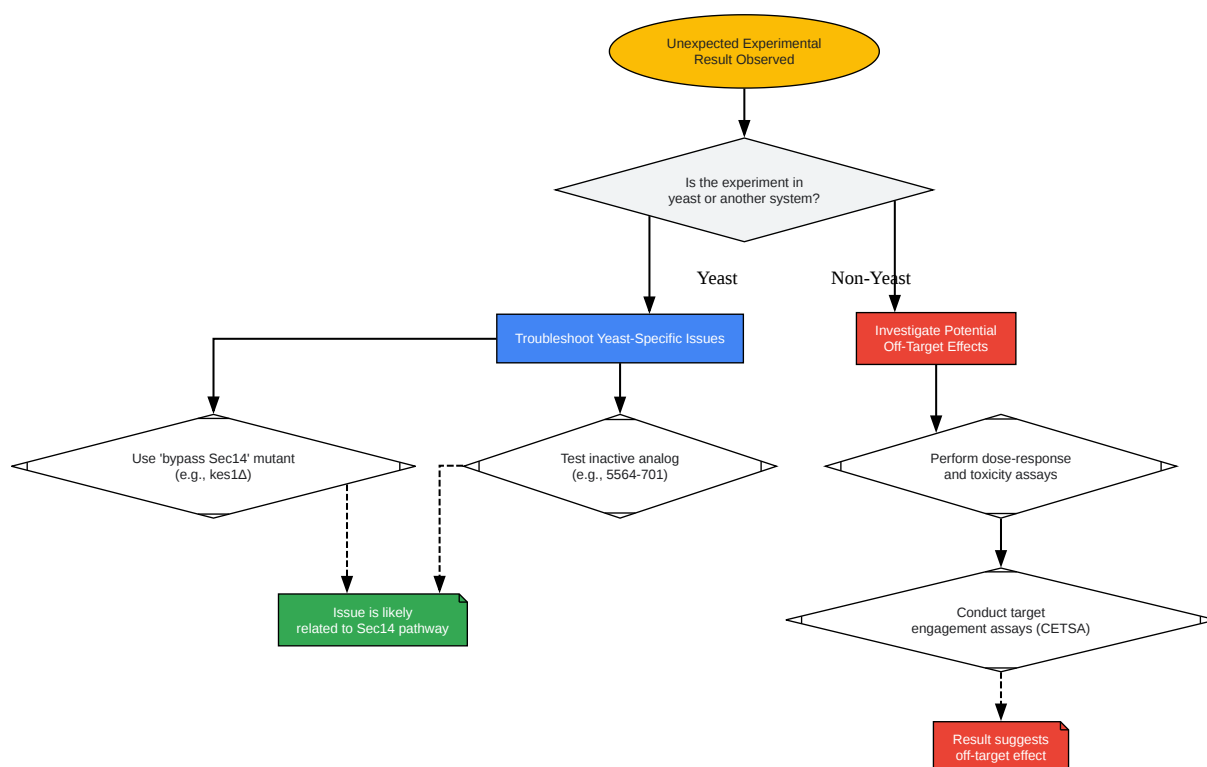 Unexpected Experimental
Result Observed
Is the experiment in
yeast or another system?
Yeast
Non-Yeast
Troubleshoot Yeast-Specific Issues
Investigate Potential
Off-Target Effects
Use 'bypass Sec14' mutant
(e.g., kes1Δ)
Test inactive analog
(e.g., 5564-701)
Perform dose-response
and toxicity assays
Issue is likely
related to Sec14 pathway
Conduct target
engagement assays (CETSA)
Result suggests
off-target effect